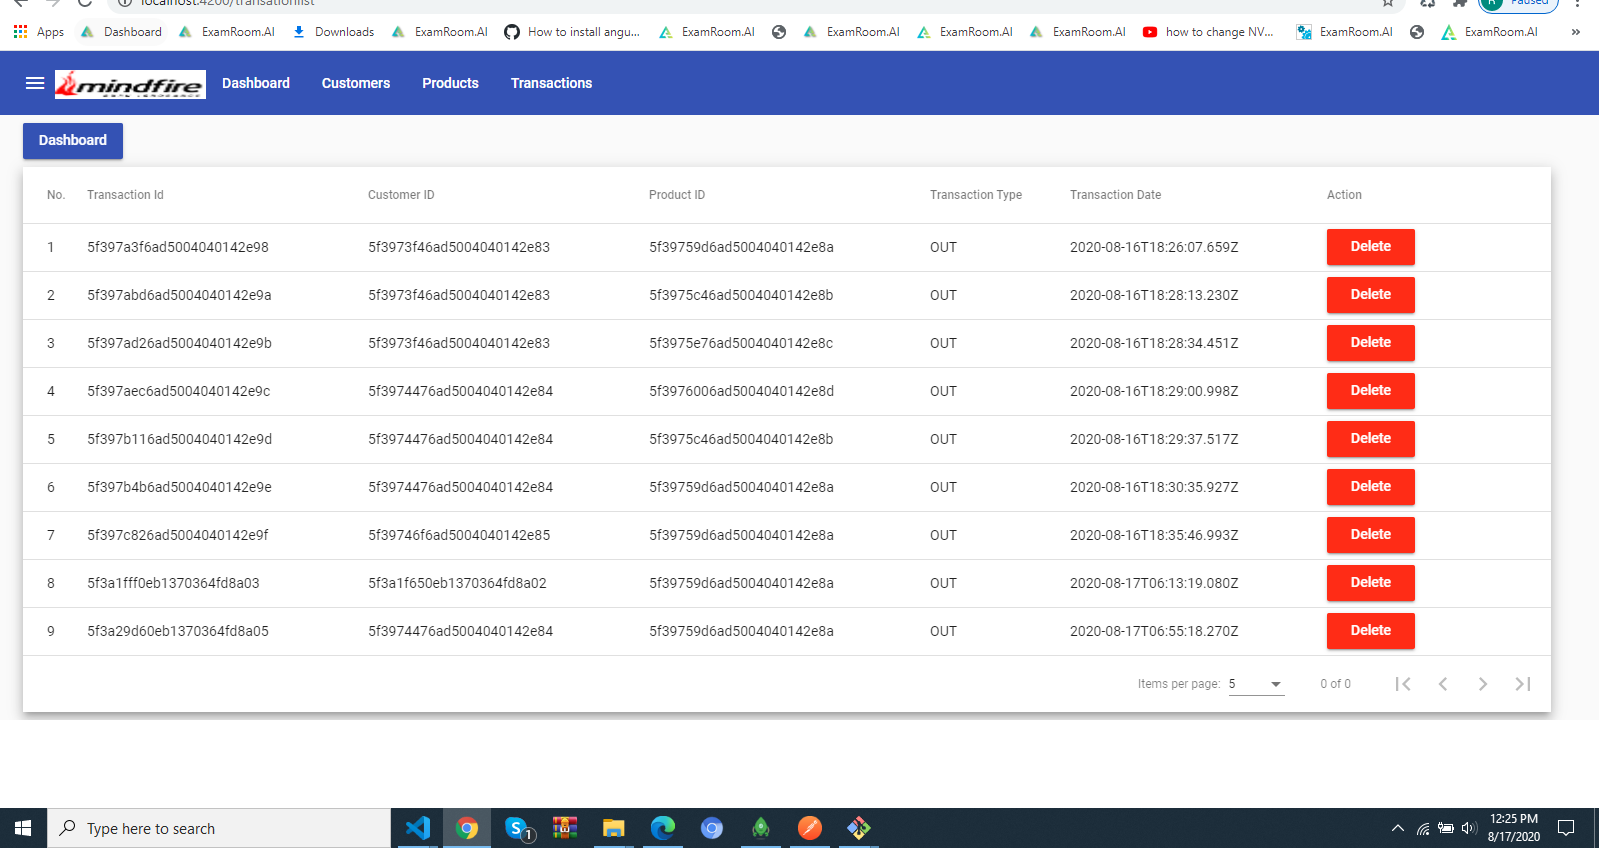 localhost:4200/transationlist
R Paused
Apps Dashboard ExamRoom.AI Downloads ExamRoom.AI How to install angu... ExamRoom.AI ExamRoom.AI ExamRoom.AI ExamRoom.AI how to change NV... ExamRoom.AI ExamRoom.AI »
mindfire Dashboard Customers Products Transactions
Dashboard
No. Transaction Id Customer ID Product ID Transaction Type Transaction Date Action
1 5f397a3f6ad5004040142e98 5f3973f46ad5004040142e83 5f39759d6ad5004040142e8a OUT 2020-08-16T18:26:07.659Z Delete
2 5f397abd6ad5004040142e9a 5f3973f46ad5004040142e83 5f3975c46ad5004040142e8b OUT 2020-08-16T18:28:13.230Z Delete
3 5f397ad26ad5004040142e9b 5f3973f46ad5004040142e83 5f3975e76ad5004040142e8c OUT 2020-08-16T18:28:34.451Z Delete
4 5f397aec6ad5004040142e9c 5f3974476ad5004040142e84 5f3976006ad5004040142e8d OUT 2020-08-16T18:29:00.998Z Delete
5 5f397b116ad5004040142e9d 5f3974476ad5004040142e84 5f3975c46ad5004040142e8b OUT 2020-08-16T18:29:37.517Z Delete
6 5f397b4b6ad5004040142e9e 5f3974476ad5004040142e84 5f39759d6ad5004040142e8a OUT 2020-08-16T18:30:35.927Z Delete
7 5f397c826ad5004040142e9f 5f39746f6ad5004040142e85 5f39759d6ad5004040142e8a OUT 2020-08-16T18:35:46.993Z Delete
8 5f3a1fff0eb1370364fd8a03 5f3a1f650eb1370364fd8a02 5f39759d6ad5004040142e8a OUT 2020-08-17T06:13:19.080Z Delete
9 5f3a29d60eb1370364fd8a05 5f3974476ad5004040142e84 5f39759d6ad5004040142e8a OUT 2020-08-17T06:55:18.270Z Delete
Items per page: 5 0 of 0
Type here to search
S 1
12:25 PM
8/17/2020